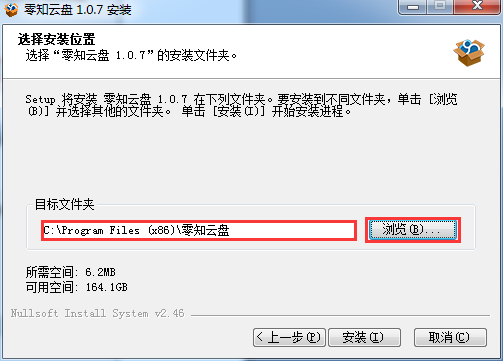 零知云盘 1.0.7 安装
选择安装位置
选择“零知云盘 1.0.7”的安装文件夹。
Setup 将安装 零知云盘 1.0.7 在下列文件夹。要安装到不同文件夹，单击 [浏览
(B)] 并选择其他的文件夹。 单击 [安装(I)] 开始安装进程。
目标文件夹
C:\Program Files (x86)\零知云盘
浏览(B)...
所需空间: 6.2MB
可用空间: 164.1GB
Nullsoft Install System v2.46
< 上一步(P)
安装(I)
取消(C)